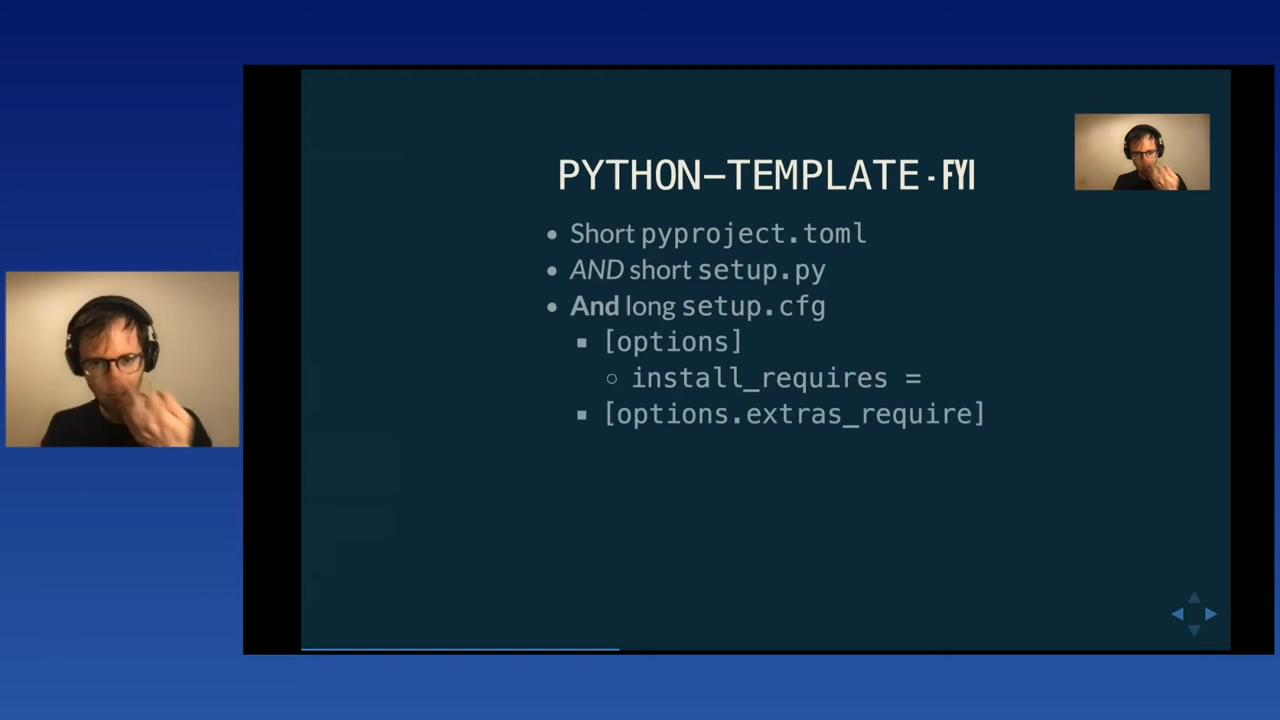 PYTHON-TEMPLATE.FYI
Short pyproject.toml
AND short setup.py
And long setup.cfg
[options]
install_requires =
[options.extras_require]